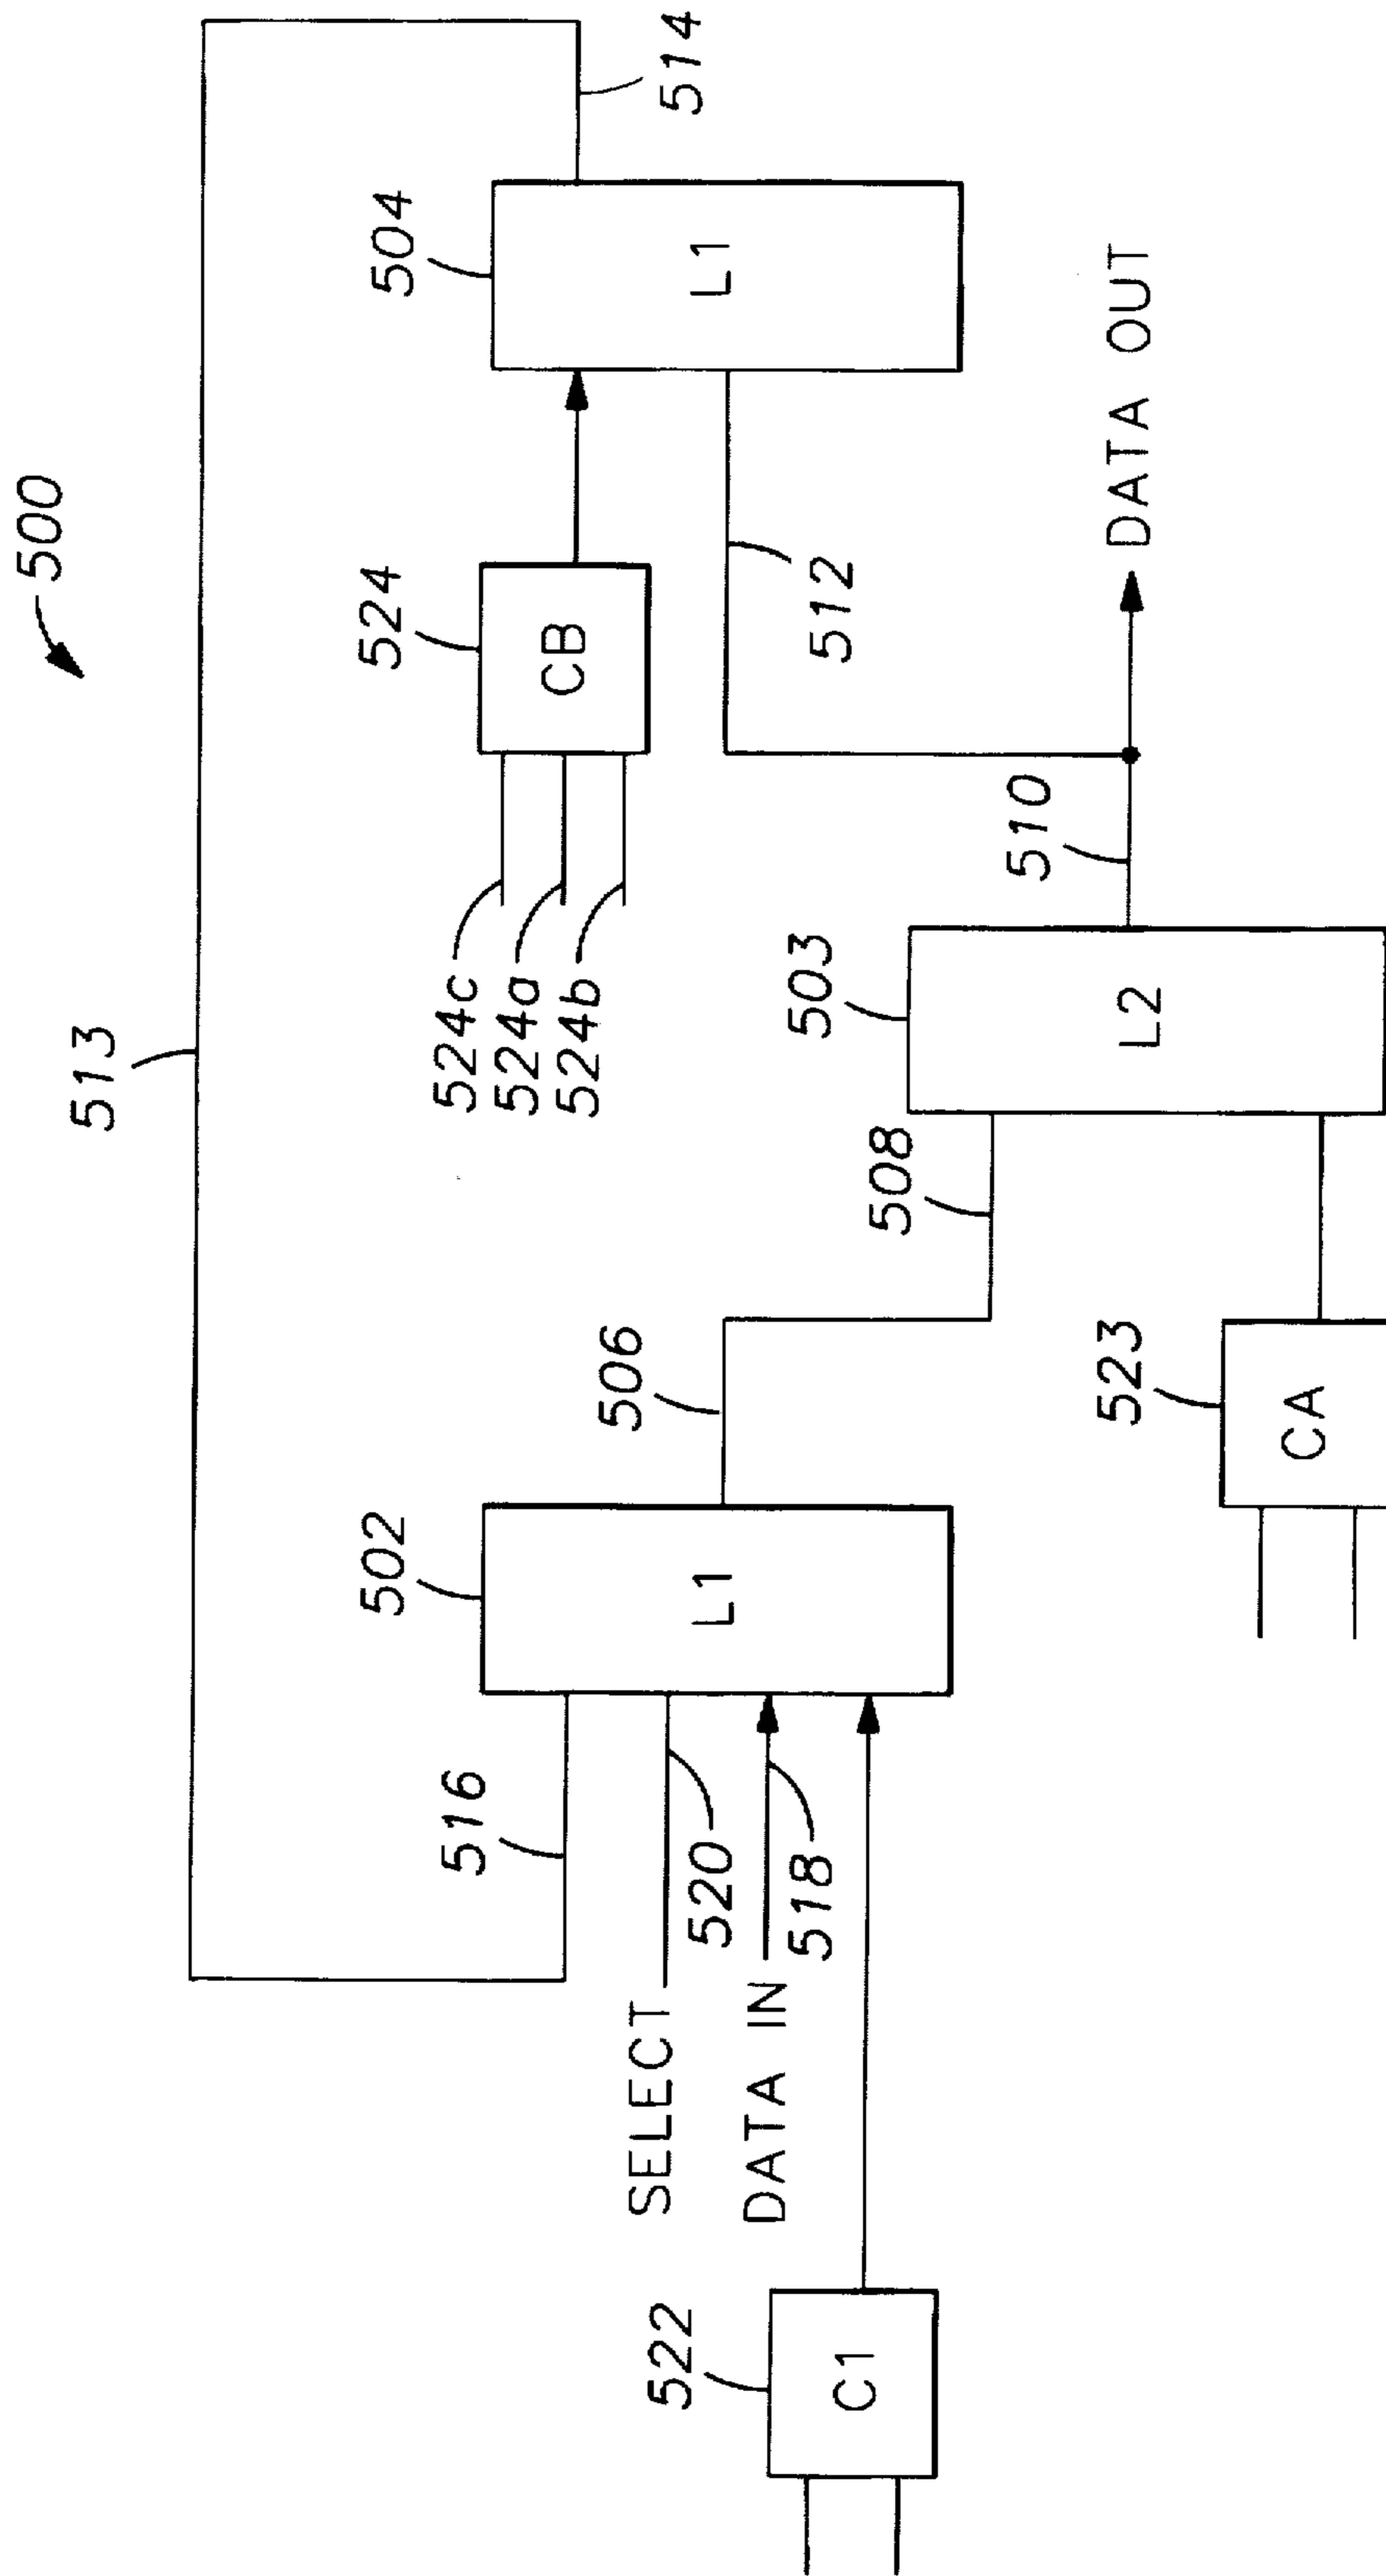 500
513
514
504
L1
524
CB
524c
524a
524b
512
DATA OUT
510
503
L2
508
506
502
L1
516
SELECT
520
DATA IN
518
522
C1
523
CA